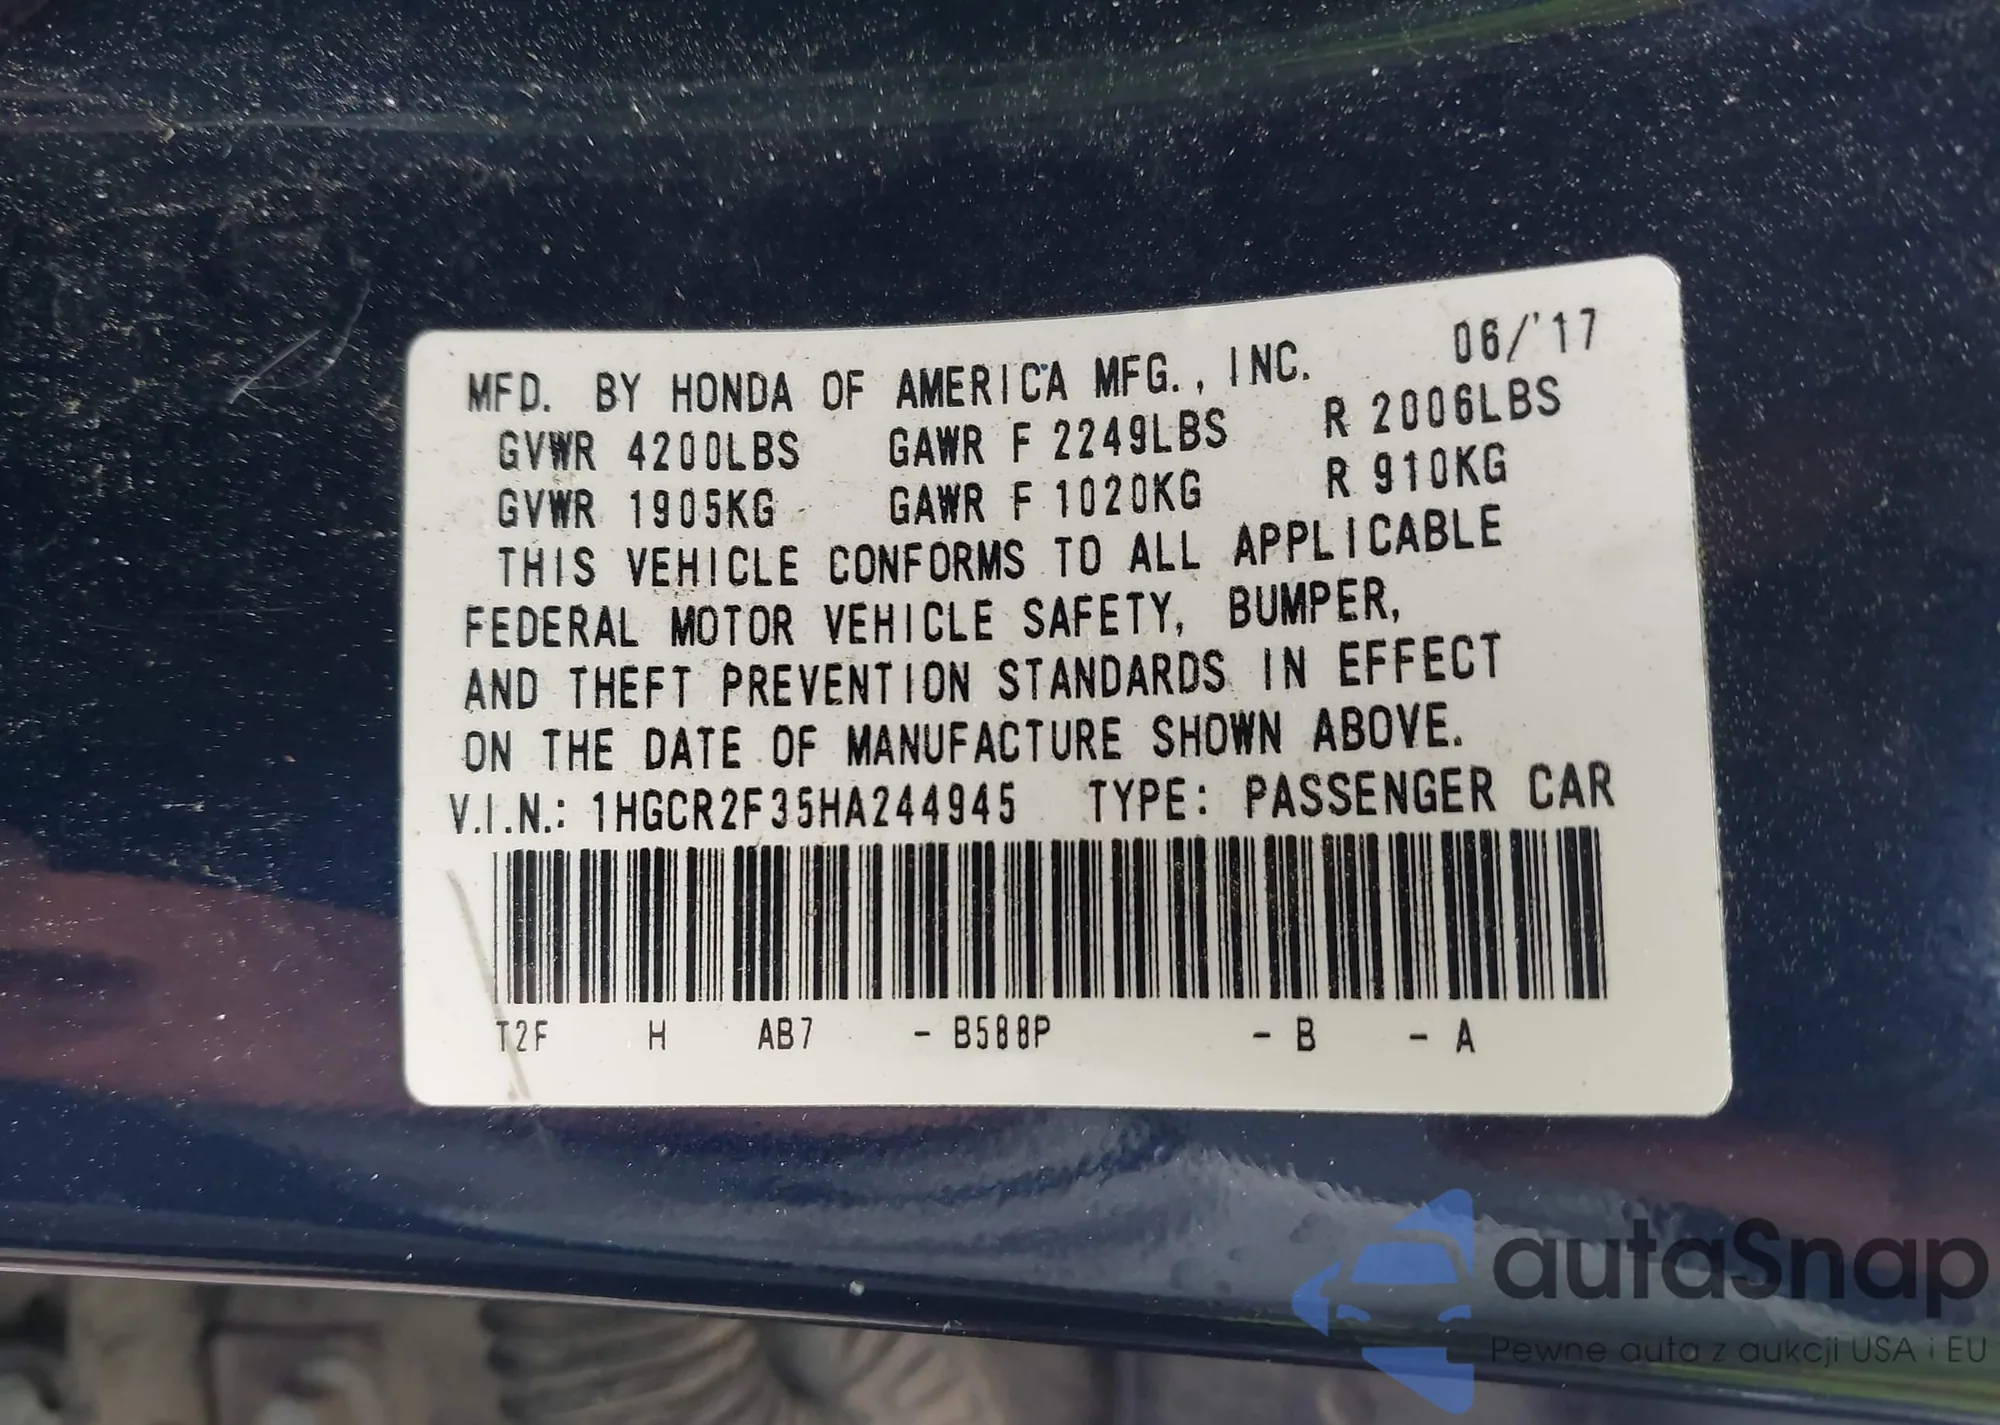 MFD. BY HONDA OF AMERICA MFG., INC. 06/'17
GVWR 4200LBS GAWR F 2249LBS R 2006LBS
GVWR 1905KG GAWR F 1020KG R 910KG
THIS VEHICLE CONFORMS TO ALL APPLICABLE
FEDERAL MOTOR VEHICLE SAFETY, BUMPER,
AND THEFT PREVENTION STANDARDS IN EFFECT
ON THE DATE OF MANUFACTURE SHOWN ABOVE.
V.I.N.: 1HGCR2F35HA244945 TYPE: PASSENGER CAR
T2F H AB7 - B588P - B - A
autaSnap
Pewne auta z aukcji USA i EU